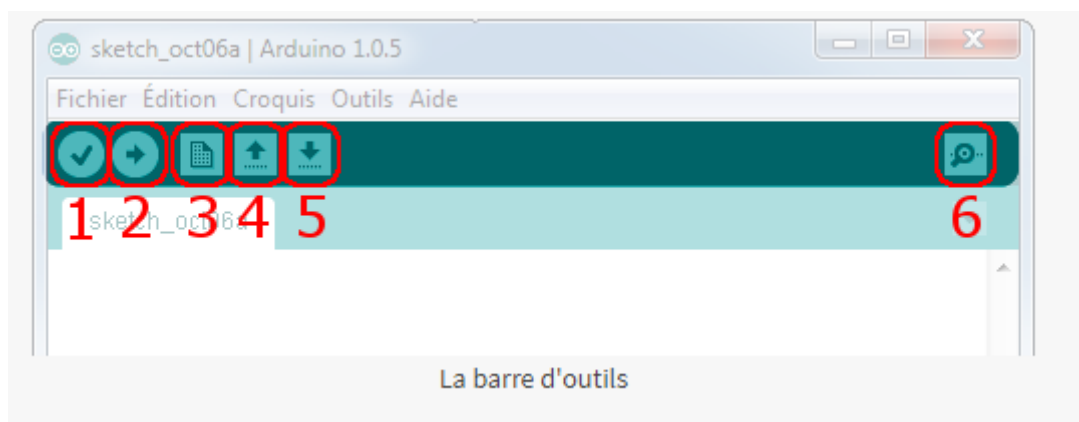 sketch_oct06a | Arduino 1.0.5
Fichier Édition Croquis Outils Aide
sketch_oct06a
1 2 3 4 5 6
La barre d'outils